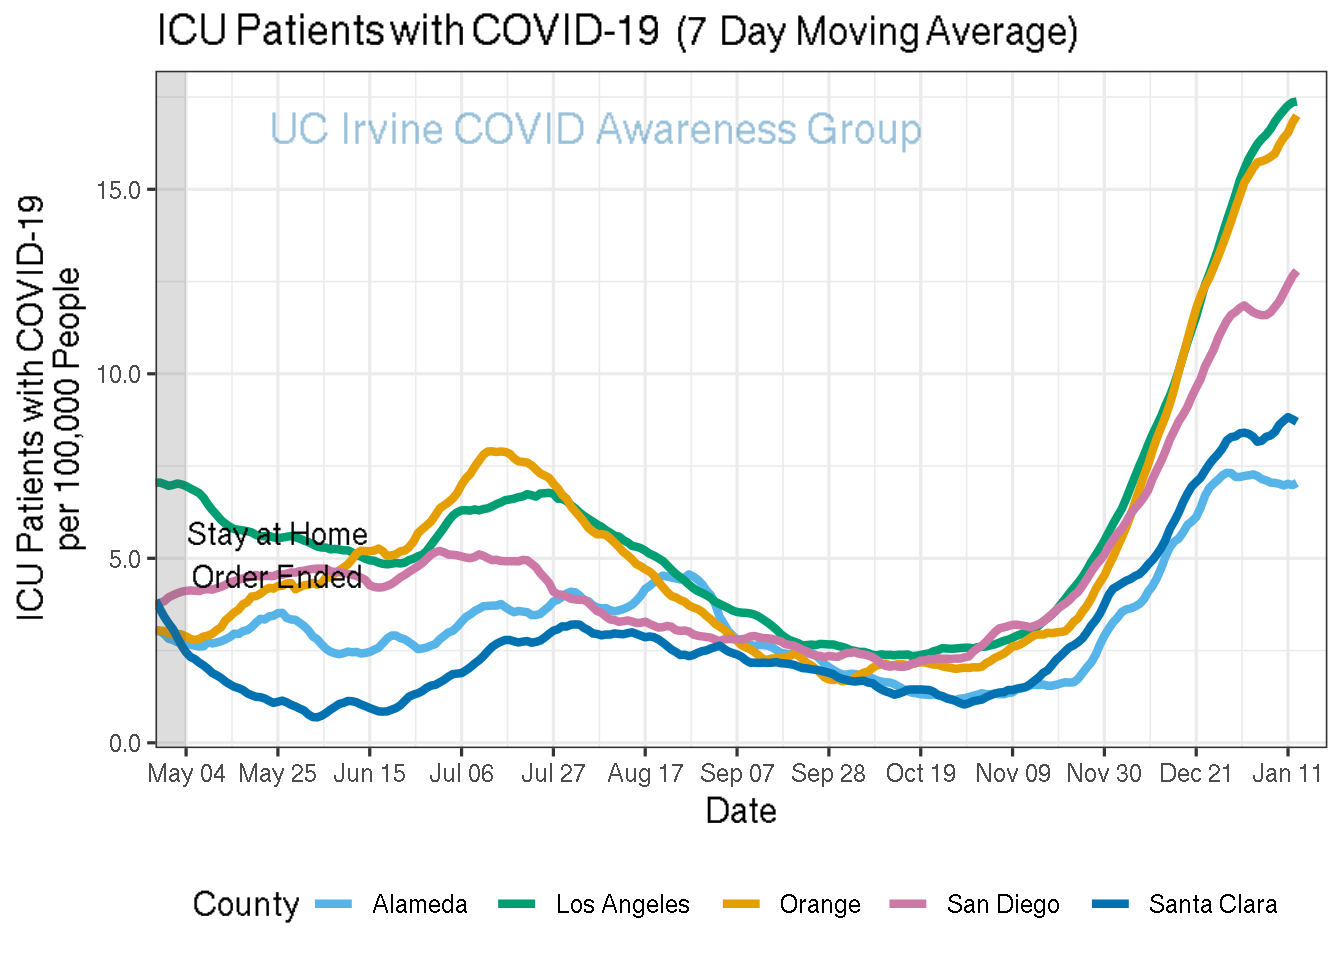 ICU Patients with COVID-19 (7 Day Moving Average)
UC Irvine COVID Awareness Group
ICU Patients with COVID-19
per 100,000 People
15.0
10.0
5.0
0.0
Stay at Home
Order Ended
May 04 May 25 Jun 15 Jul 06 Jul 27 Aug 17 Sep 07 Sep 28 Oct 19 Nov 09 Nov 30 Dec 21 Jan 11
Date
County Alameda Los Angeles Orange San Diego Santa Clara